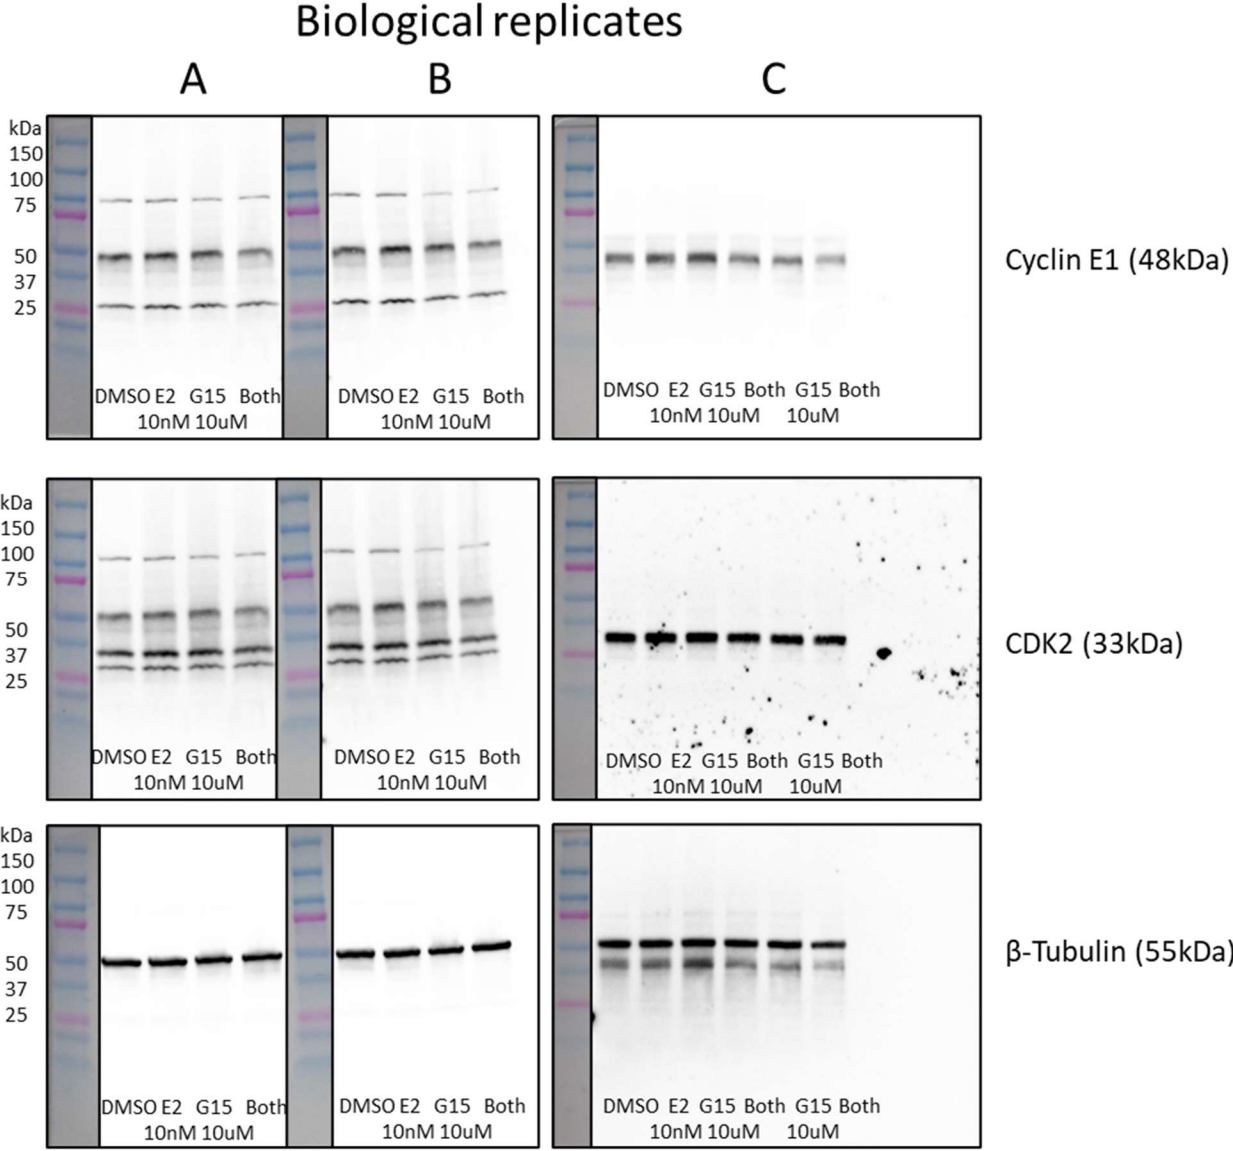 Biological replicates
A B C
kDa
150
100
75
50
37
25
DMSO E2 G15 Both
10nM 10uM
DMSO E2 G15 Both
10nM 10uM
DMSO E2 G15 Both G15 Both
10nM 10uM 10uM
Cyclin E1 (48kDa)
kDa
150
100
75
50
37
25
DMSO E2 G15 Both
10nM 10uM
DMSO E2 G15 Both
10nM 10uM
DMSO E2 G15 Both G15 Both
10nM 10uM 10uM
CDK2 (33kDa)
kDa
150
100
75
50
37
25
DMSO E2 G15 Both
10nM 10uM
DMSO E2 G15 Both
10nM 10uM
DMSO E2 G15 Both G15 Both
10nM 10uM 10uM
β-Tubulin (55kDa)